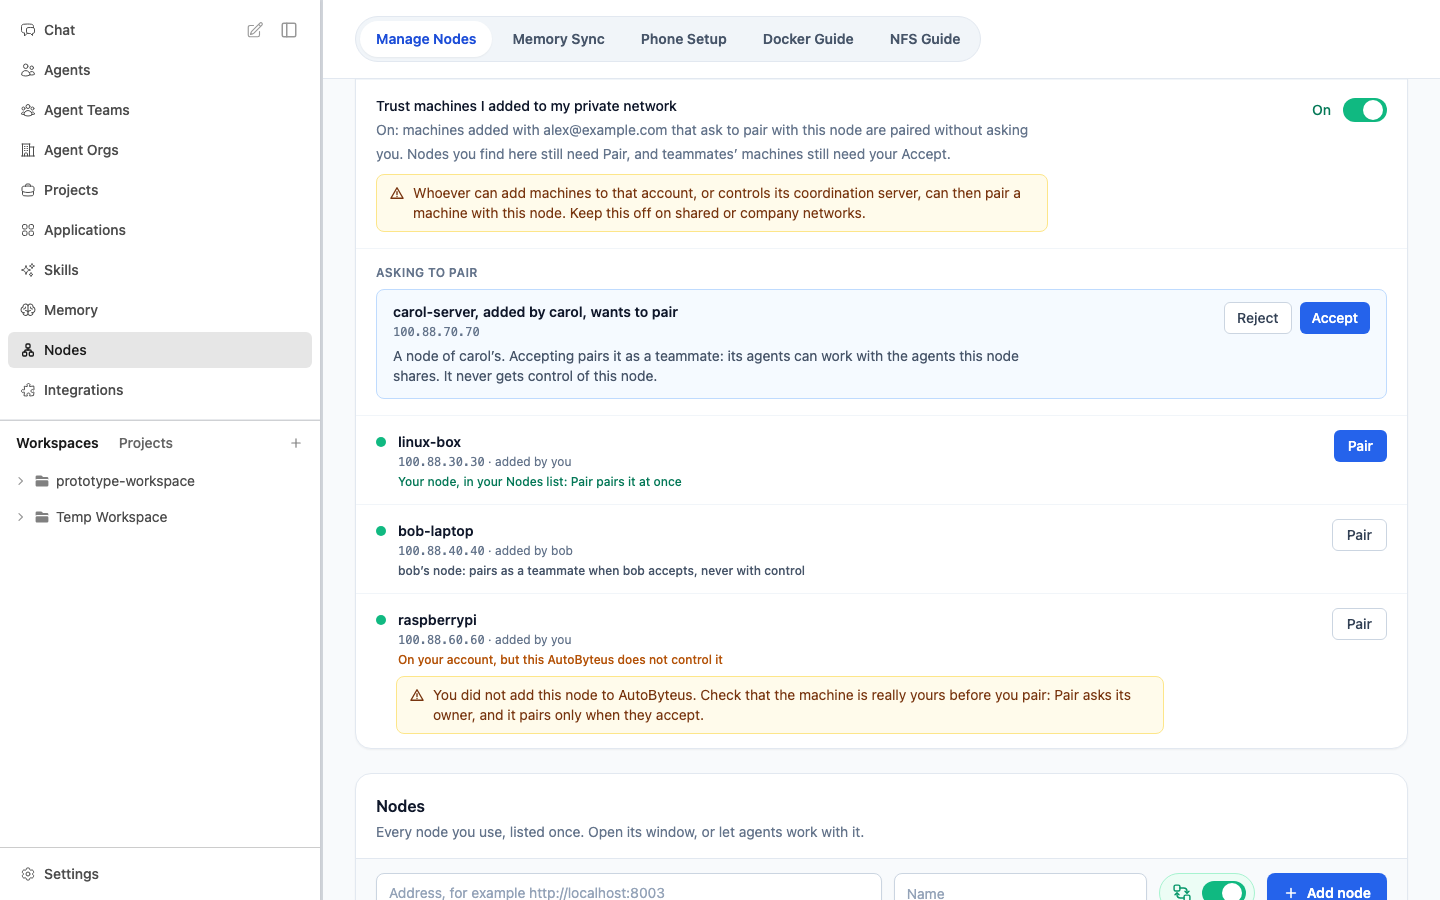 Chat
Agents
Agent Teams
Agent Orgs
Projects
Applications
Skills
Memory
Nodes
Integrations
Workspaces
Projects
prototype-workspace
Temp Workspace
Settings
Manage Nodes
Memory Sync
Phone Setup
Docker Guide
NFS Guide
Trust machines I added to my private network
On: machines added with alex@example.com that ask to pair with this node are paired without asking
you. Nodes you find here still need Pair, and teammates’ machines still need your Accept.
On
Whoever can add machines to that account, or controls its coordination server, can then pair a
machine with this node. Keep this off on shared or company networks.
ASKING TO PAIR
carol-server, added by carol, wants to pair
100.88.70.70
A node of carol’s. Accepting pairs it as a teammate: its agents can work with the agents this node
shares. It never gets control of this node.
Reject
Accept
linux-box
100.88.30.30 · added by you
Your node, in your Nodes list: Pair pairs it at once
Pair
bob-laptop
100.88.40.40 · added by bob
bob’s node: pairs as a teammate when bob accepts, never with control
Pair
raspberrypi
100.88.60.60 · added by you
On your account, but this AutoByteus does not control it
Pair
You did not add this node to AutoByteus. Check that the machine is really yours before you pair: Pair asks its
owner, and it pairs only when they accept.
Nodes
Every node you use, listed once. Open its window, or let agents work with it.
Address, for example http://localhost:8003
Name
Add node